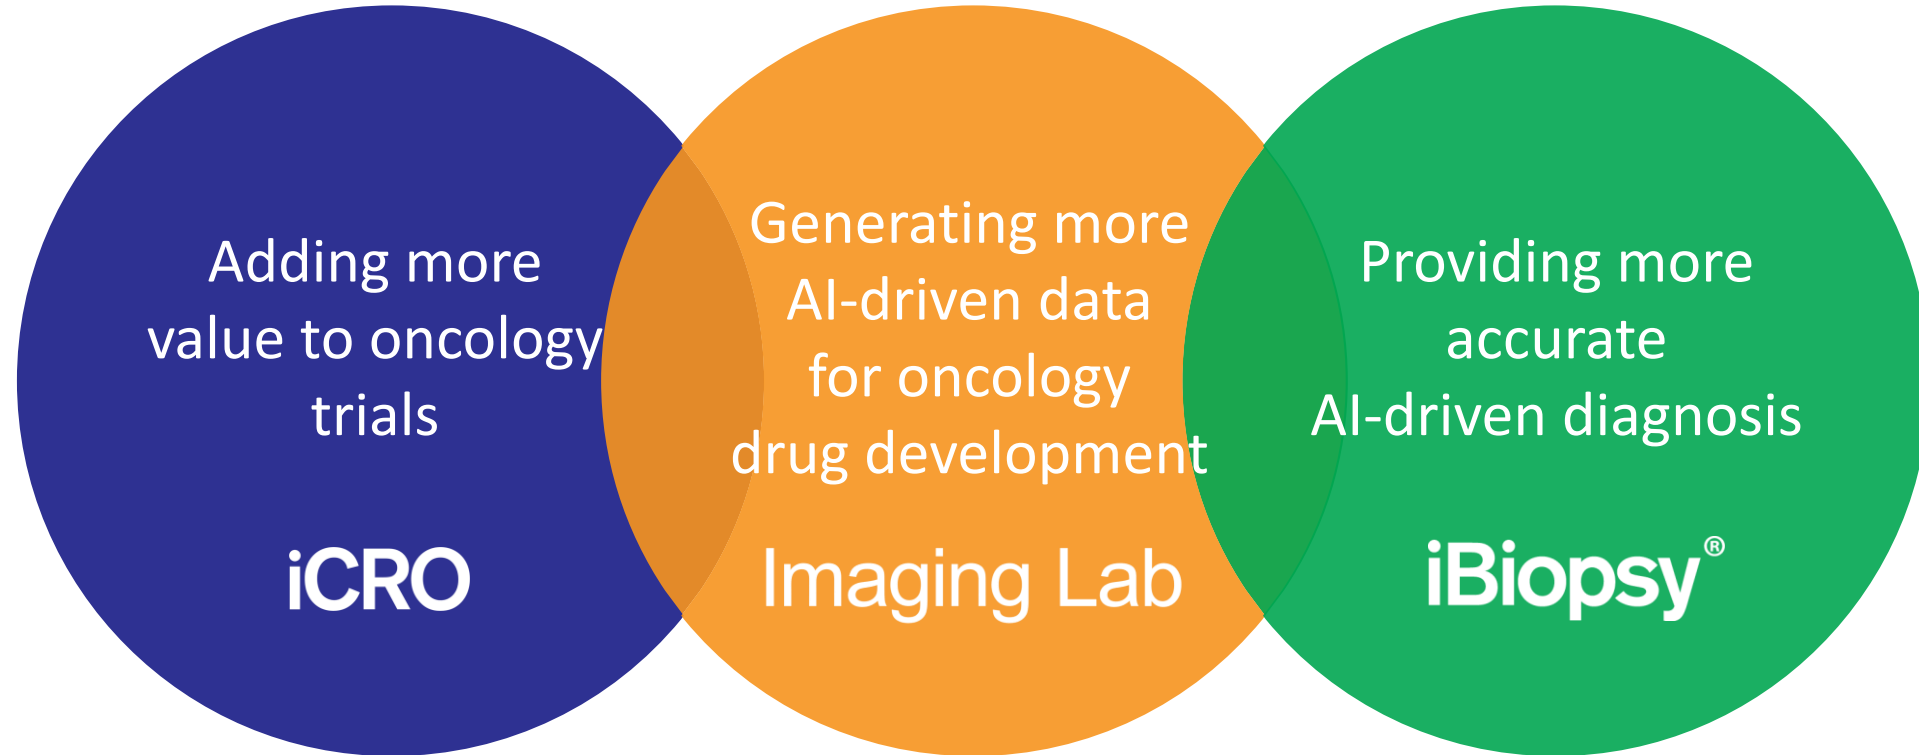 Adding more
value to oncology
trials
iCRO
Generating more
AI-driven data
for oncology
drug development
Imaging Lab
Providing more
accurate
AI-driven diagnosis
iBiopsy®